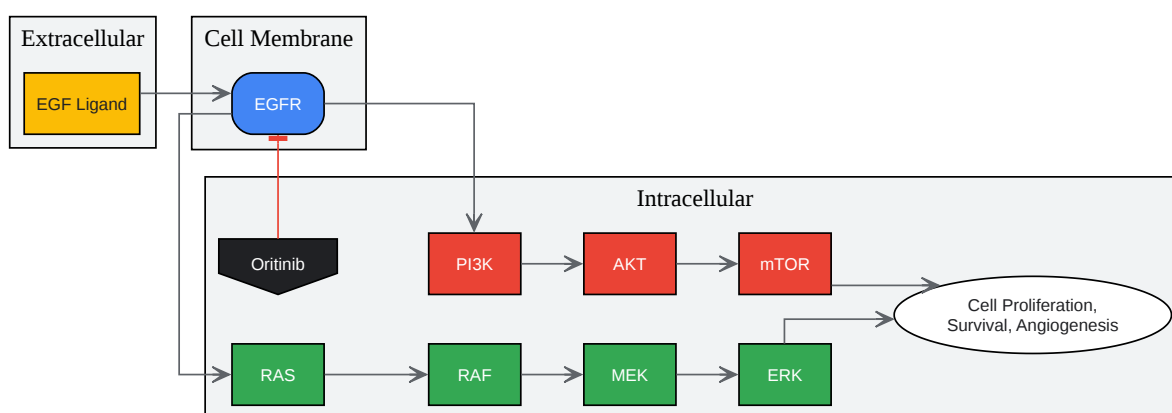 Extracellular
Cell Membrane
EGF Ligand
EGFR
Intracellular
Oritinib
PI3K
AKT
mTOR
Cell Proliferation,
Survival, Angiogenesis
RAS
RAF
MEK
ERK